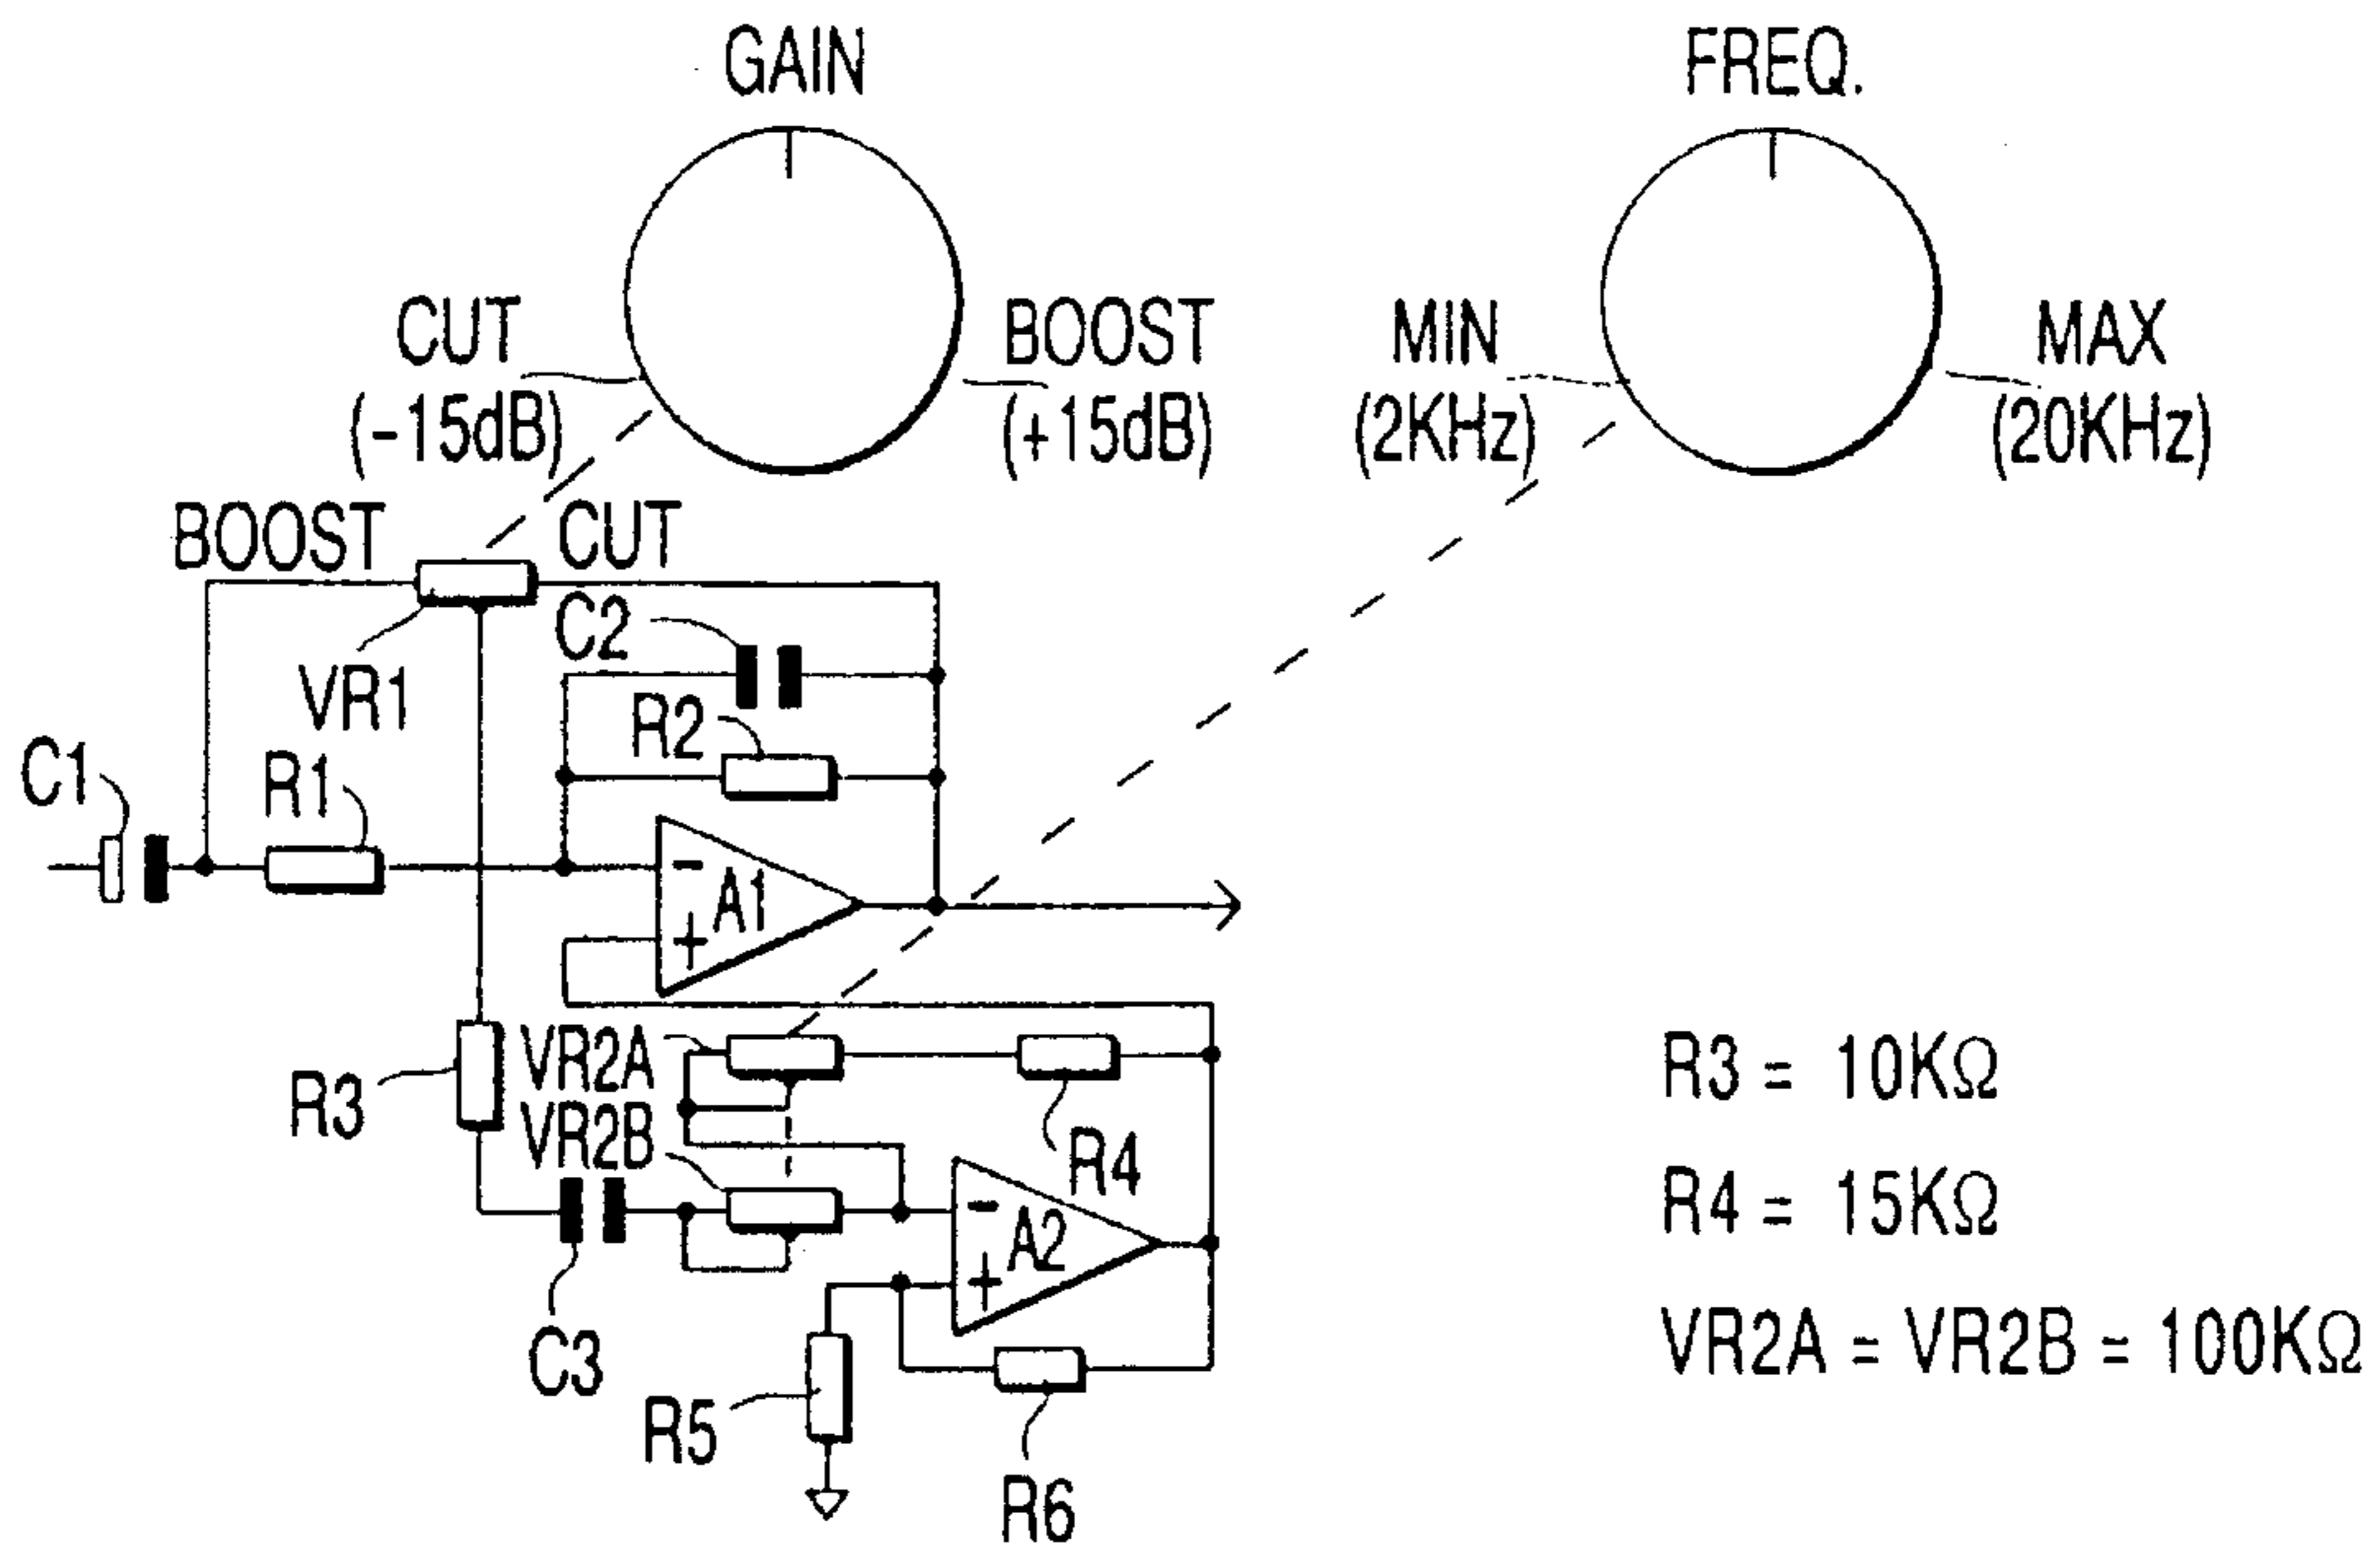 GAIN
FREQ.
CUT
(-15dB)
BOOST
(+15dB)
MIN
(2KHz)
MAX
(20KHz)
BOOST
CUT
VR1
C2
R2
C1
R1
-
A1
+
VR2A
VR2B
R3
R4
-
A2
+
C3
R5
R6
R3 = 10KΩ
R4 = 15KΩ
VR2A = VR2B = 100KΩ